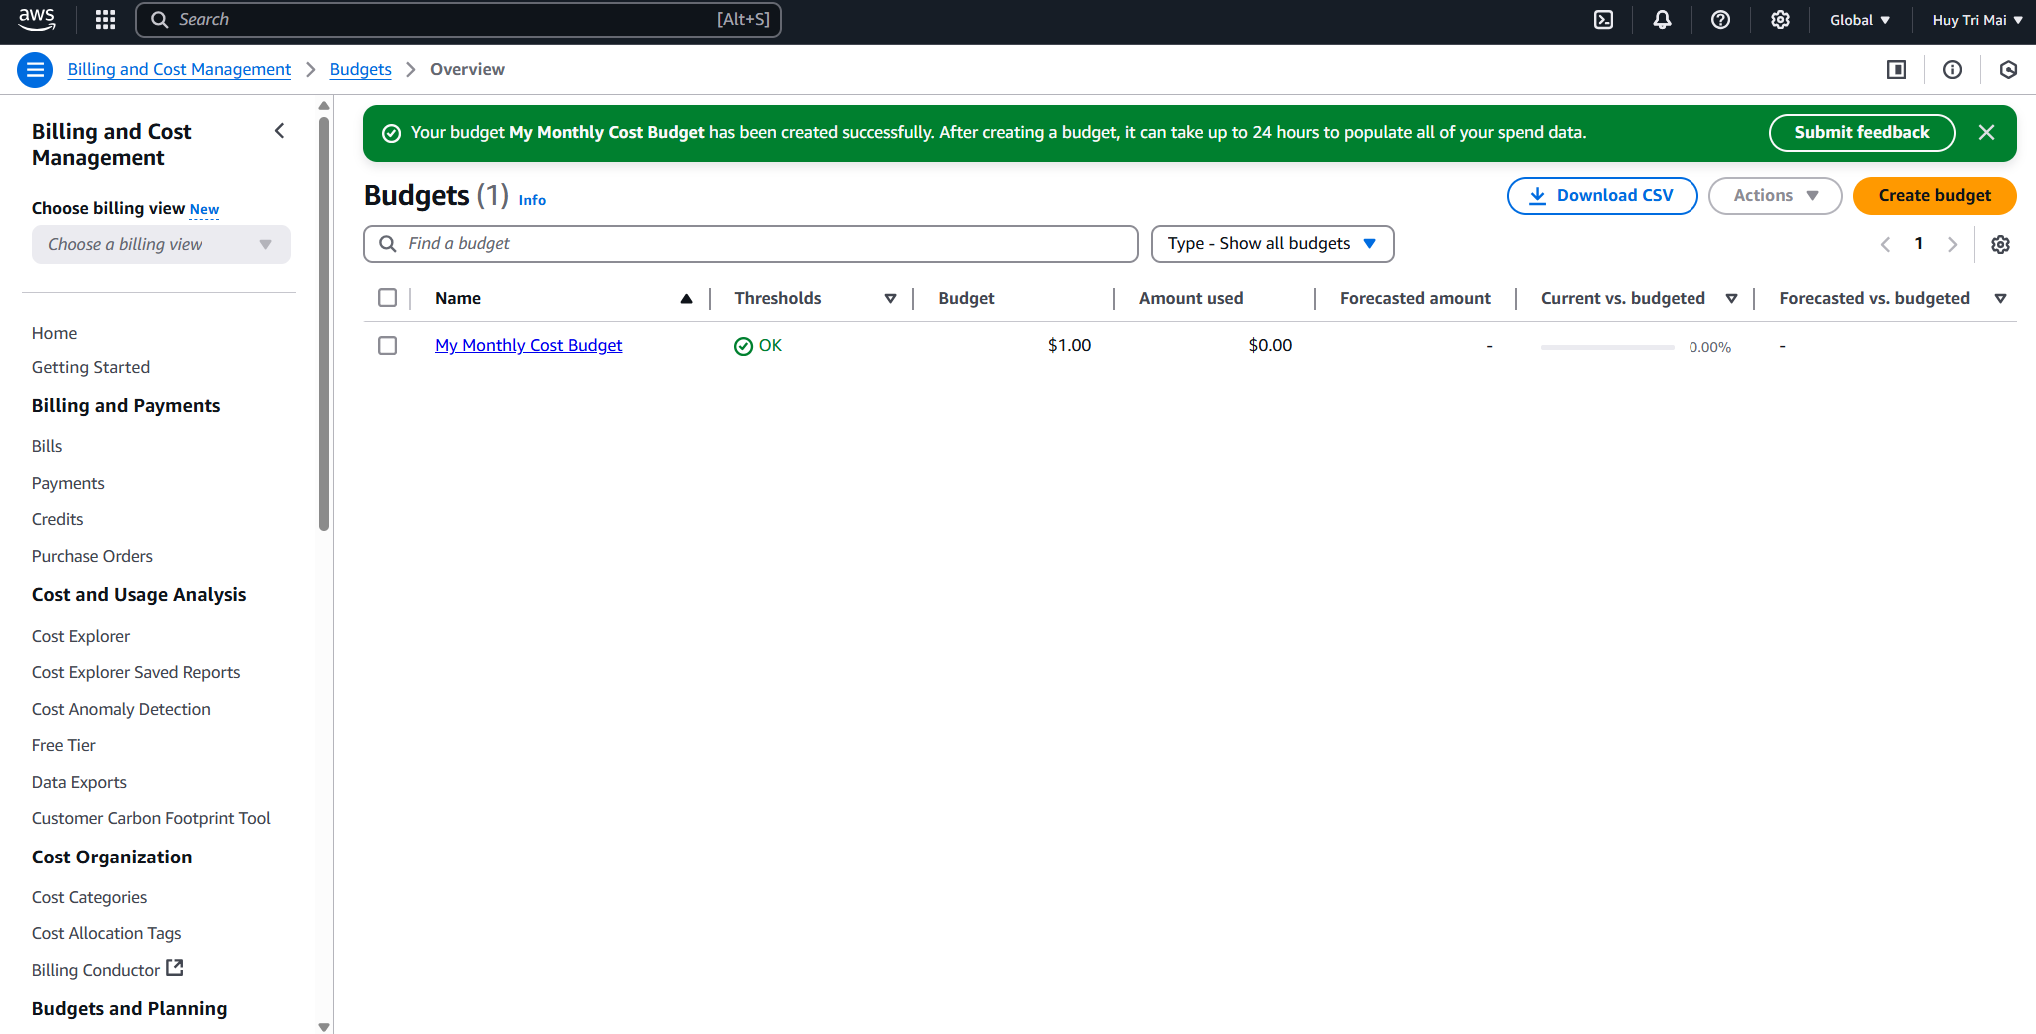 aws
Search [Alt+S]
Global
Huy Tri Mai
Billing and Cost Management > Budgets > Overview
Billing and Cost Management
Choose billing view New
Choose a billing view
Home
Getting Started
Billing and Payments
Bills
Payments
Credits
Purchase Orders
Cost and Usage Analysis
Cost Explorer
Cost Explorer Saved Reports
Cost Anomaly Detection
Free Tier
Data Exports
Customer Carbon Footprint Tool
Cost Organization
Cost Categories
Cost Allocation Tags
Billing Conductor
Budgets and Planning
Your budget My Monthly Cost Budget has been created successfully. After creating a budget, it can take up to 24 hours to populate all of your spend data.
Submit feedback
Budgets (1) Info
Download CSV
Actions
Create budget
Find a budget
Type - Show all budgets
1
Name Thresholds Budget Amount used Forecasted amount Current vs. budgeted Forecasted vs. budgeted
My Monthly Cost Budget OK $1.00 $0.00 - 0.00% -